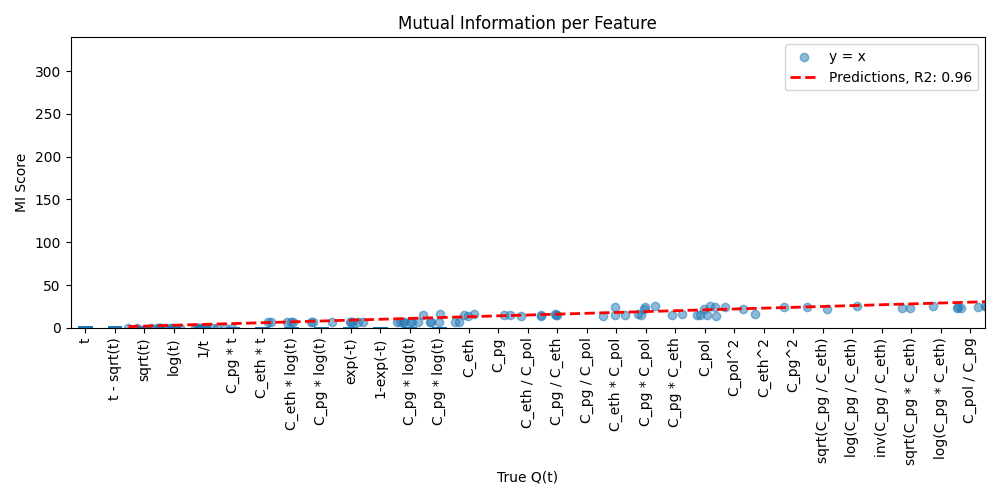 Mutual Information per Feature
y = x
Predictions, R2: 0.96
MI Score
300
250
200
150
100
50
0
t
t - sqrt(t)
sqrt(t)
log(t)
1/t
C_pg * t
C_eth * t
C_eth * log(t)
C_pg * log(t)
exp(-t)
1-exp(-t)
C_pg * log(t)
C_pg * log(t)
C_eth
C_pg
C_eth / C_pol
C_pg / C_eth
C_pg / C_pol
C_eth * C_pol
C_pg * C_pol
C_pg * C_eth
C_pol
C_pol^2
C_eth^2
C_pg^2
sqrt(C_pg / C_eth)
log(C_pg / C_eth)
inv(C_pg / C_eth)
sqrt(C_pg * C_eth)
log(C_pg * C_eth)
C_pol / C_pg
True Q(t)